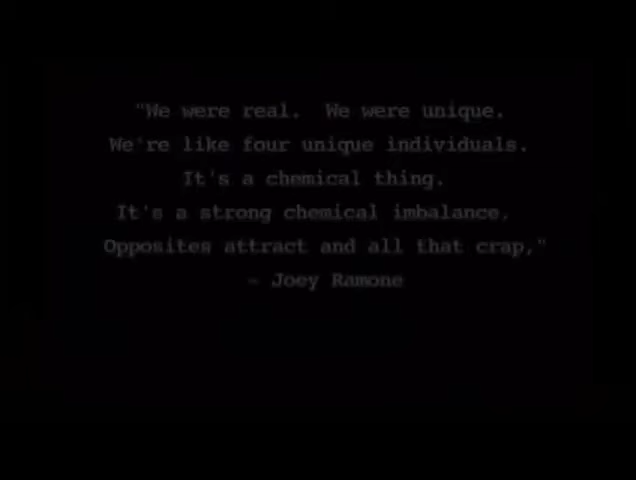 "We were real.  We were unique.
We're like four unique individuals.
It's a chemical thing.
It's a strong chemical imbalance.
Opposites attract and all that crap."
- Joey Ramone